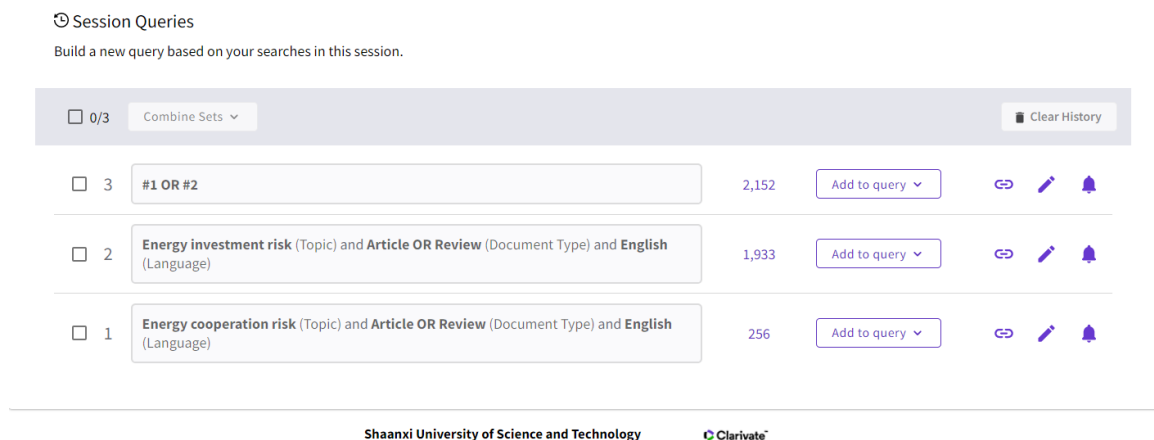 Session Queries
Build a new query based on your searches in this session.
0/3 Combine Sets Clear History
3 #1 OR #2 2,152 Add to query
2 Energy investment risk (Topic) and Article OR Review (Document Type) and English
(Language) 1,933 Add to query
1 Energy cooperation risk (Topic) and Article OR Review (Document Type) and English
(Language) 256 Add to query
Shaanxi University of Science and Technology Clarivate™